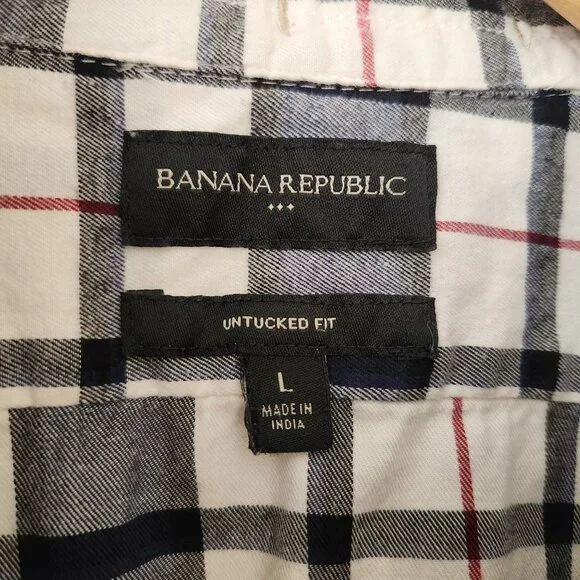 BANANA REPUBLIC
UNTUCKED FIT
L
MADE IN
INDIA